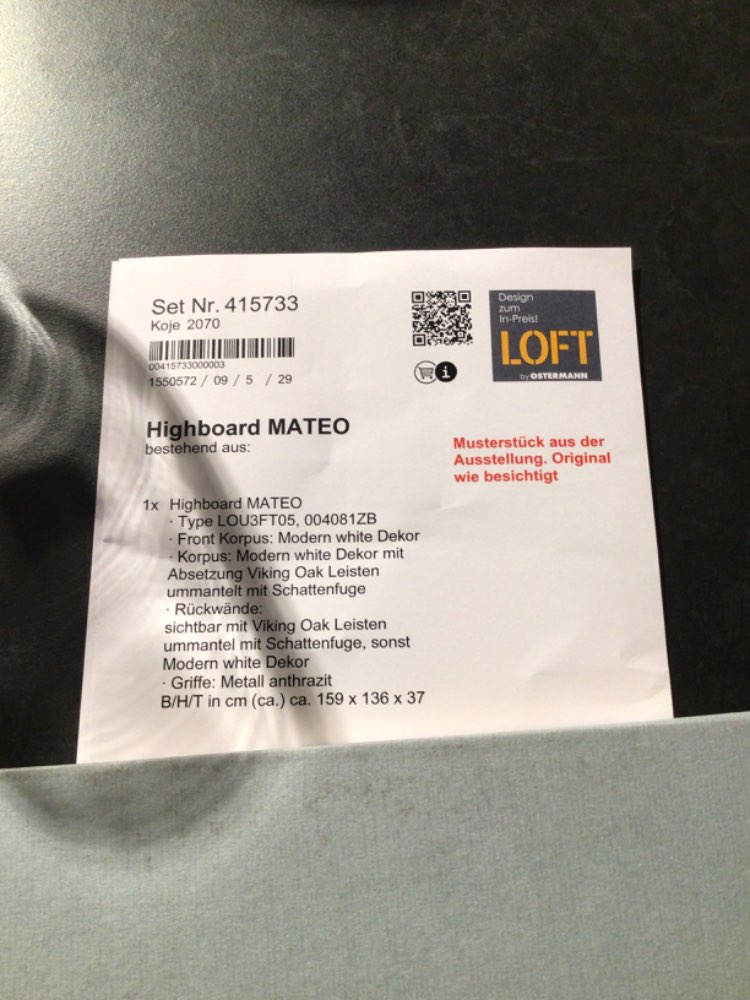 Set Nr. 415733
Koje 2070
00415733000003
1550572 / 09 / 5 / 29
Design
zum
In-Preis!
LOFT
by OSTERMANN
Highboard MATEO
bestehend aus:
Musterstück aus der
Ausstellung. Original
wie besichtigt
1x Highboard MATEO
· Type LOU3FT05, 004081ZB
· Front Korpus: Modern white Dekor
· Korpus: Modern white Dekor mit
Absetzung Viking Oak Leisten
ummantelt mit Schattenfuge
· Rückwände:
sichtbar mit Viking Oak Leisten
ummantel mit Schattenfuge, sonst
Modern white Dekor
· Griffe: Metall anthrazit
B/H/T in cm (ca.) ca. 159 x 136 x 37